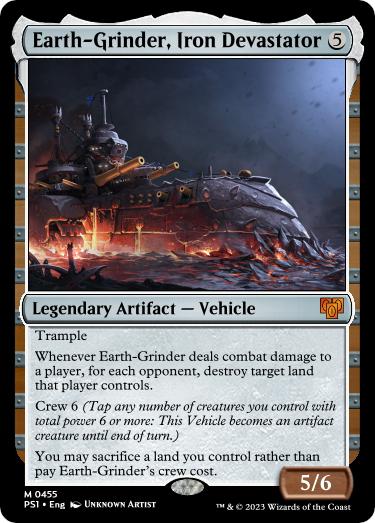 Earth-Grinder, Iron Devastator 5
Legendary Artifact — Vehicle
Trample
Whenever Earth-Grinder deals combat damage to
a player, for each opponent, destroy target land
that player controls.
Crew 6 (Tap any number of creatures you control with
total power 6 or more: This Vehicle becomes an artifact
creature until end of turn.)
You may sacrifice a land you control rather than
pay Earth-Grinder's crew cost.
5/6
M 0455
PS1 • Eng Unknown Artist
™ & © 2023 Wizards of the Coast